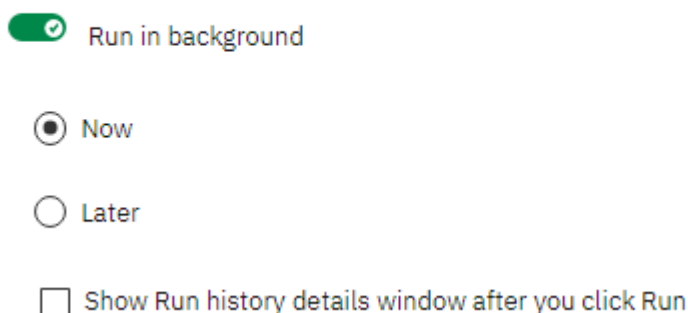 Run in background
Now
Later
Show Run history details window after you click Run